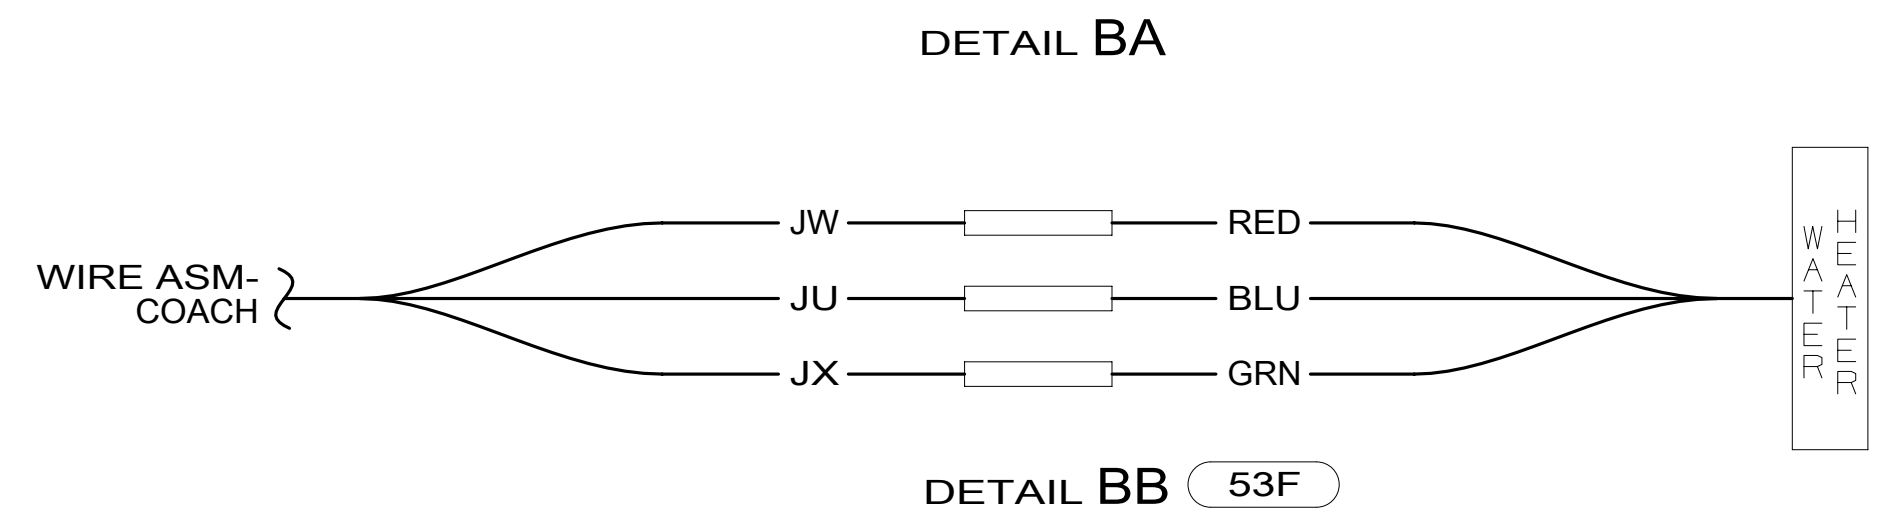 DETAIL BA
JW RED
WIRE ASM-
COACH
JU BLU
JX GRN
WATER
HEATER
DETAIL BB 53F